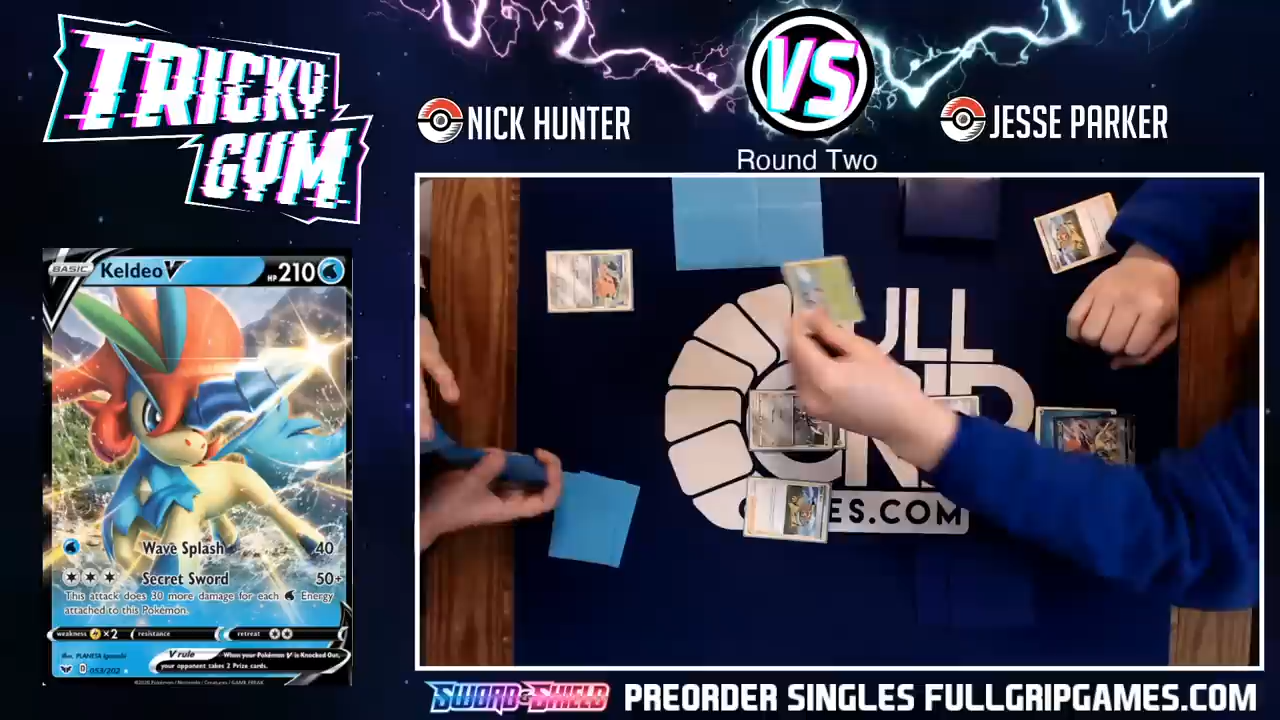 TRICKY
GYM
NICK HUNTER
VS
JESSE PARKER
Round Two
BASIC Keldeo V HP 210
Wave Splash 40
Secret Sword 50+
This attack does 30 more damage for each Energy
attached to this Pokémon.
weakness ×2 resistance retreat
V rule When your Pokémon V is Knocked Out,
your opponent takes 2 Prize cards.
D 053/202
ES.COM
SWORD SHIELD PREORDER SINGLES FULLGRIPGAMES.COM